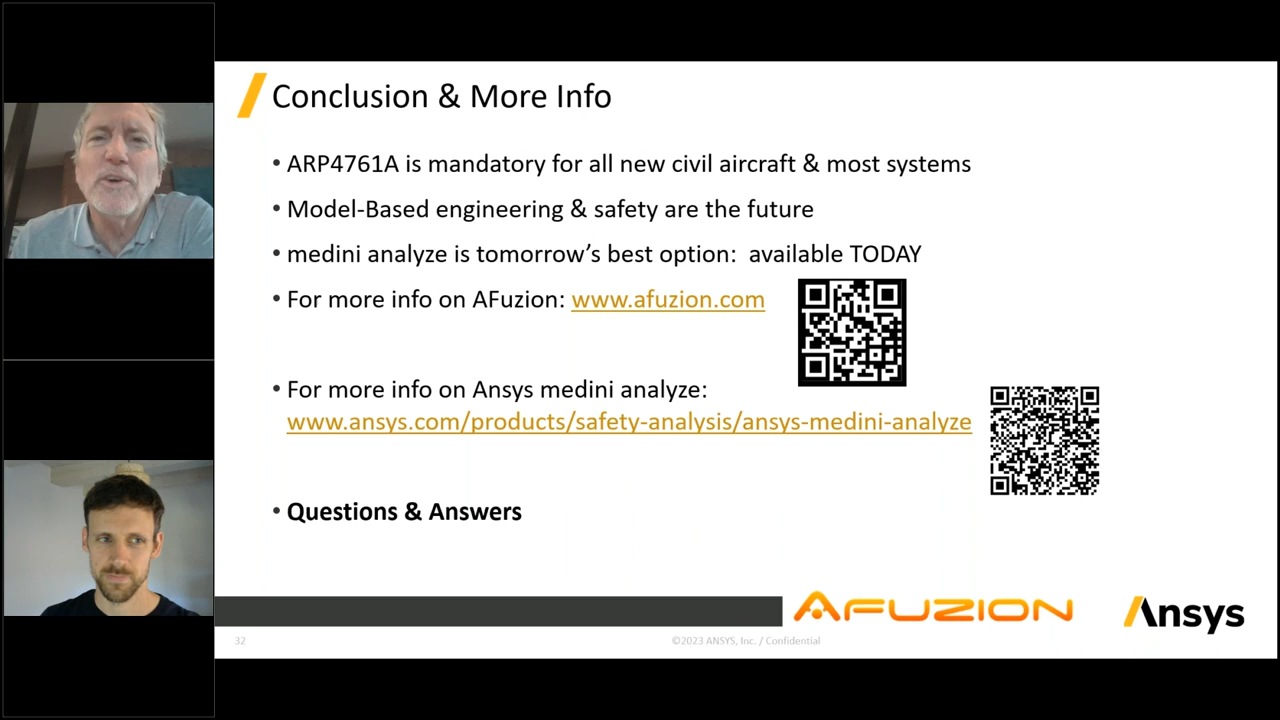 Conclusion & More Info
• ARP4761A is mandatory for all new civil aircraft & most systems
• Model-Based engineering & safety are the future
• medini analyze is tomorrow’s best option:  available TODAY
• For more info on AFuzion: www.afuzion.com
• For more info on Ansys medini analyze:
www.ansys.com/products/safety-analysis/ansys-medini-analyze
• Questions & Answers
AFUZION
Ansys
32
©2023 ANSYS, Inc. / Confidential